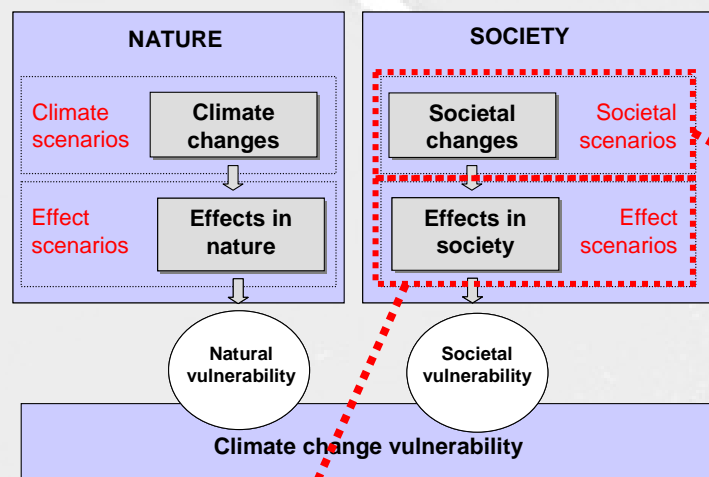 NATURE
Climate
scenarios
Climate
changes
Effect
scenarios
Effects in
nature
Natural
vulnerability
SOCIETY
Societal
changes
Societal
scenarios
Effects in
society
Effect
scenarios
Societal
vulnerability
Climate change vulnerability